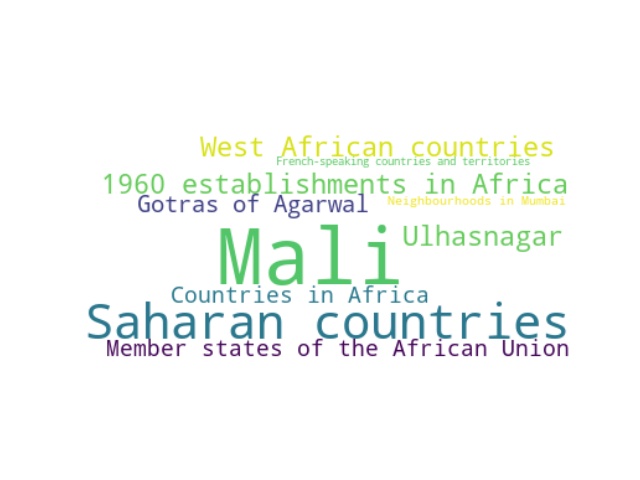 West African countries
French-speaking countries and territories
1960 establishments in Africa
Gotras of Agarwal
Neighbourhoods in Mumbai
Mali
Ulhasnagar
Countries in Africa
Saharan countries
Member states of the African Union